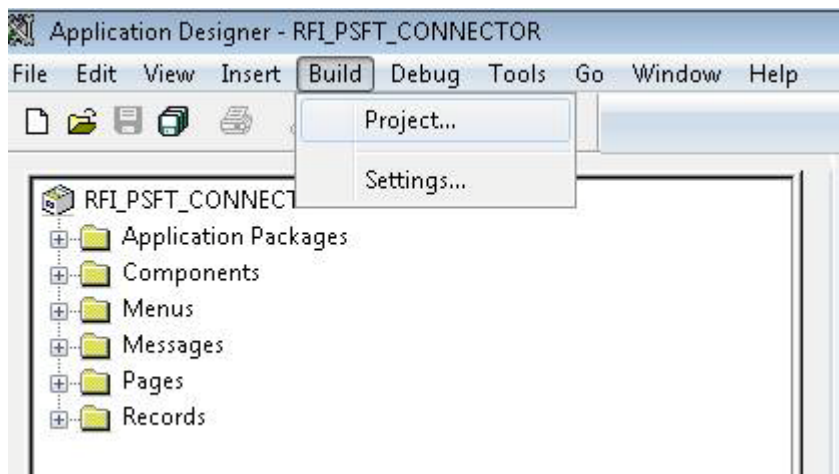 Application Designer - RFI_PSFT_CONNECTOR
File Edit View Insert Build Debug Tools Go Window Help
Project...
Settings...
RFI_PSFT_CONNECT
Application Packages
Components
Menus
Messages
Pages
Records